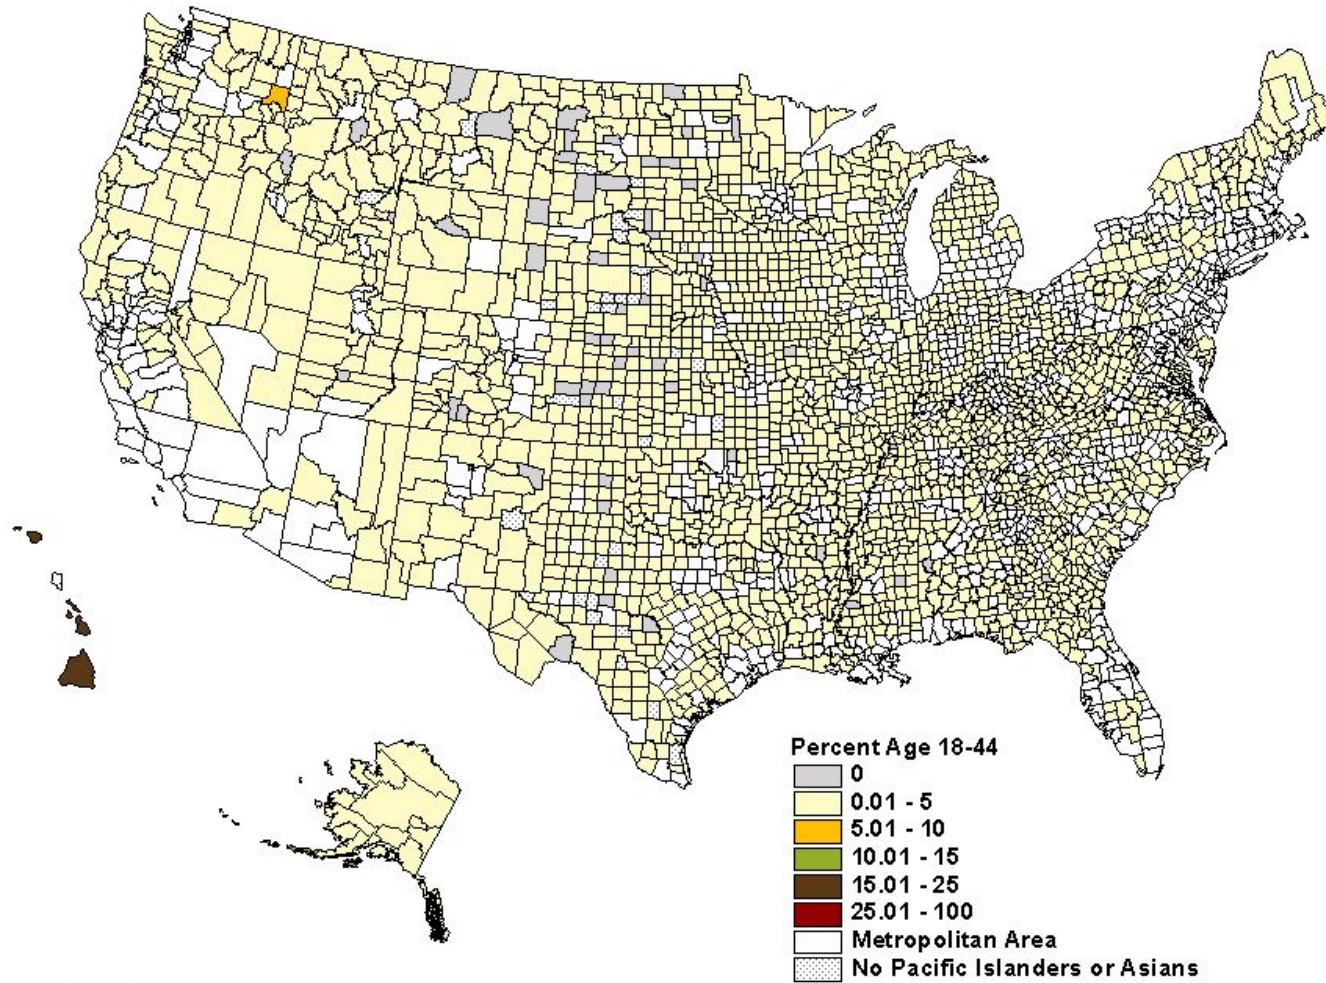 Percent Age 18-44
0
0.01 - 5
5.01 - 10
10.01 - 15
15.01 - 25
25.01 - 100
Metropolitan Area
No Pacific Islanders or Asians